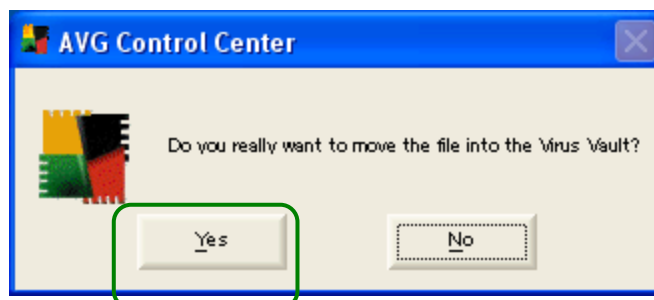 AVG Control Center
Do you really want to move the file into the Virus Vault?
Yes No